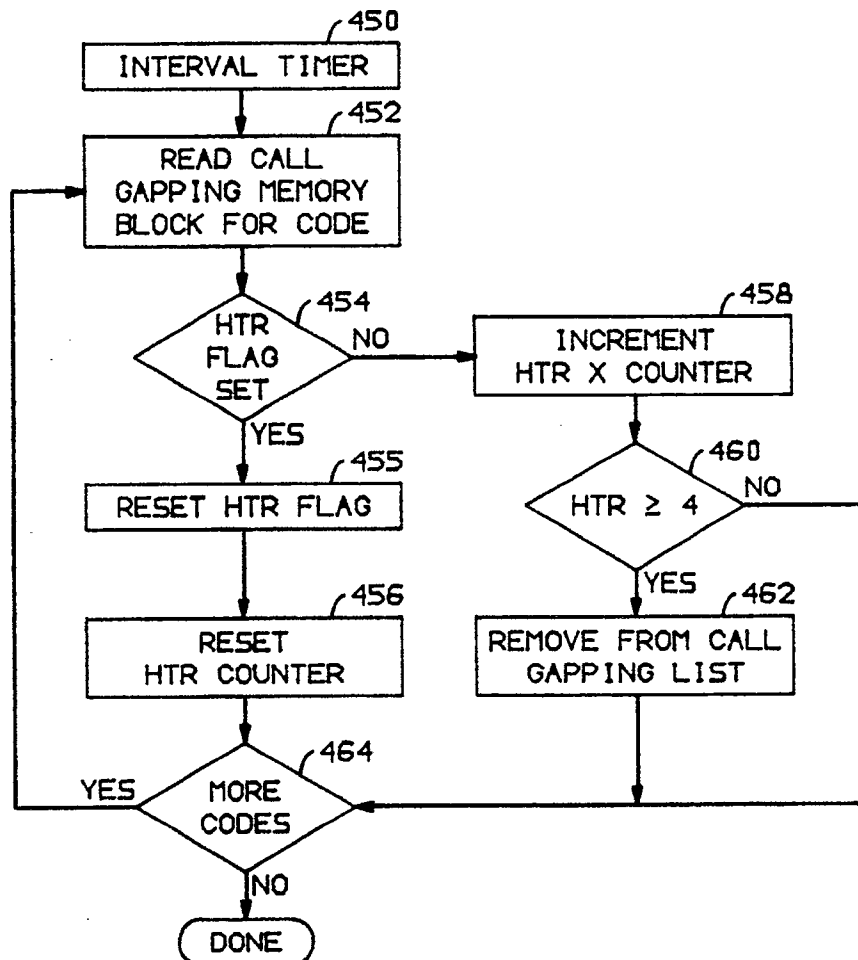 450
INTERVAL TIMER
452
READ CALL
GAPPING MEMORY
BLOCK FOR CODE
454
HTR
FLAG
SET
NO
YES
458
INCREMENT
HTR X COUNTER
455
RESET HTR FLAG
460
HTR ≥ 4
NO
YES
456
RESET
HTR COUNTER
462
REMOVE FROM CALL
GAPPING LIST
464
MORE
CODES
YES
NO
DONE